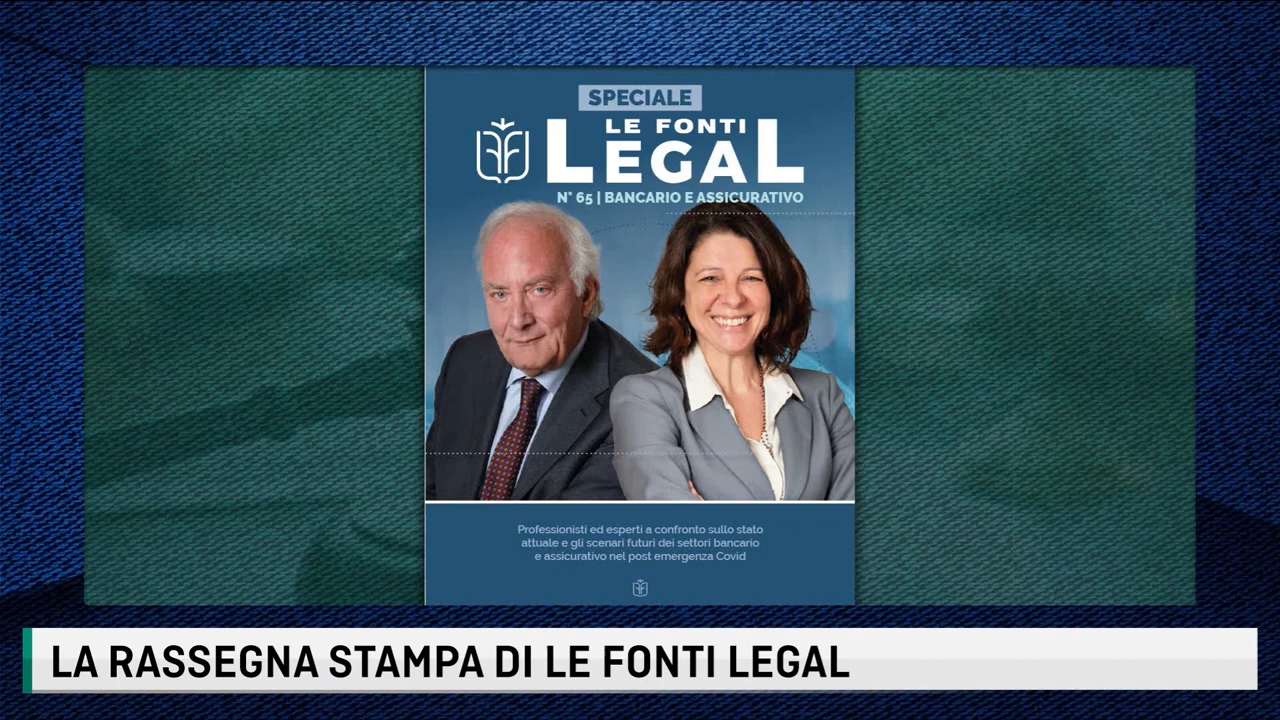 SPECIALE
LE FONTI
LEGAL
N° 65 | BANCARIO E ASSICURATIVO
Professionisti ed esperti a confronto sullo stato
attuale e gli scenari futuri dei settori bancario
e assicurativo nel post emergenza Covid
LA RASSEGNA STAMPA DI LE FONTI LEGAL